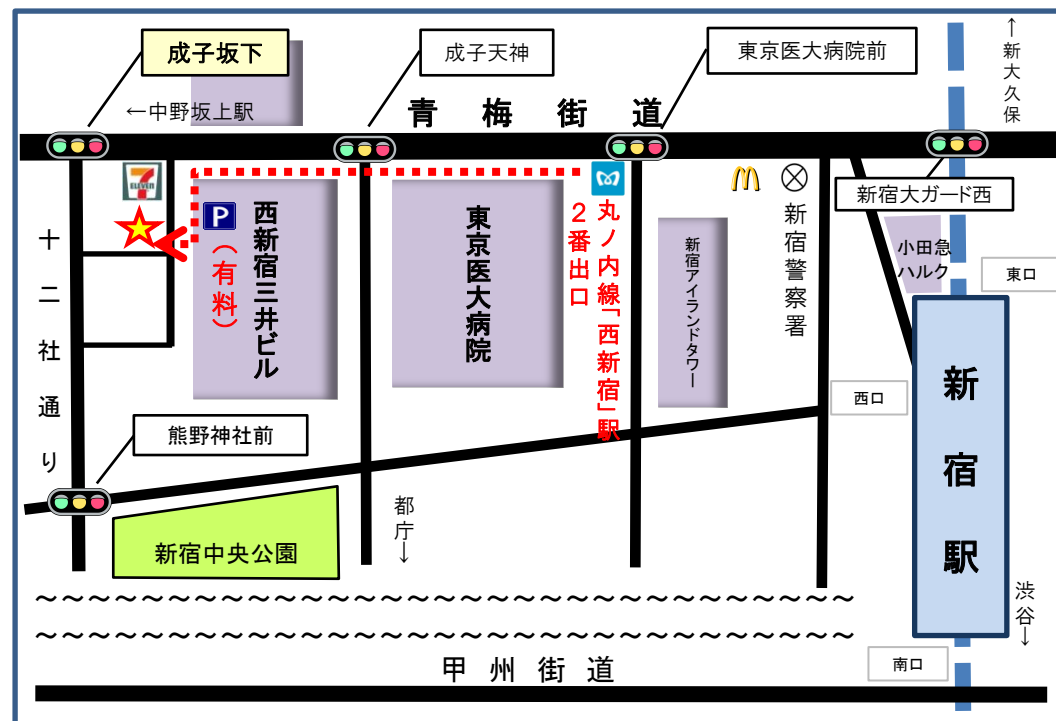 成子坂下
成子天神
東京医大病院前
↑新大久保
←中野坂上駅
青梅街道
7
ELEVEN
P
(有料)
西新宿三井ビル
東京医大病院
丸ノ内線「西新宿」駅
2番出口
新宿アイランドタワー
新宿警察署
新宿大ガード西
小田急
ハルク
東口
西口
新宿駅
十二社通り
熊野神社前
新宿中央公園
都庁↓
渋谷↓
南口
甲州街道